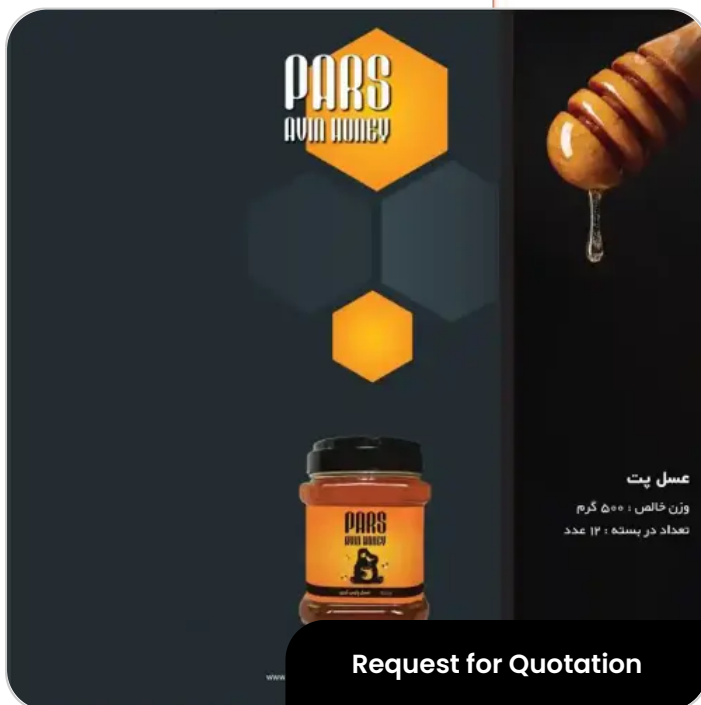 PARS
AVIN HONEY
عسل پت
وزن خالص : ۵۰۰ گرم
تعداد در بسته : ۱۲ عدد
PARS
AVIN HONEY
www
Request for Quotation